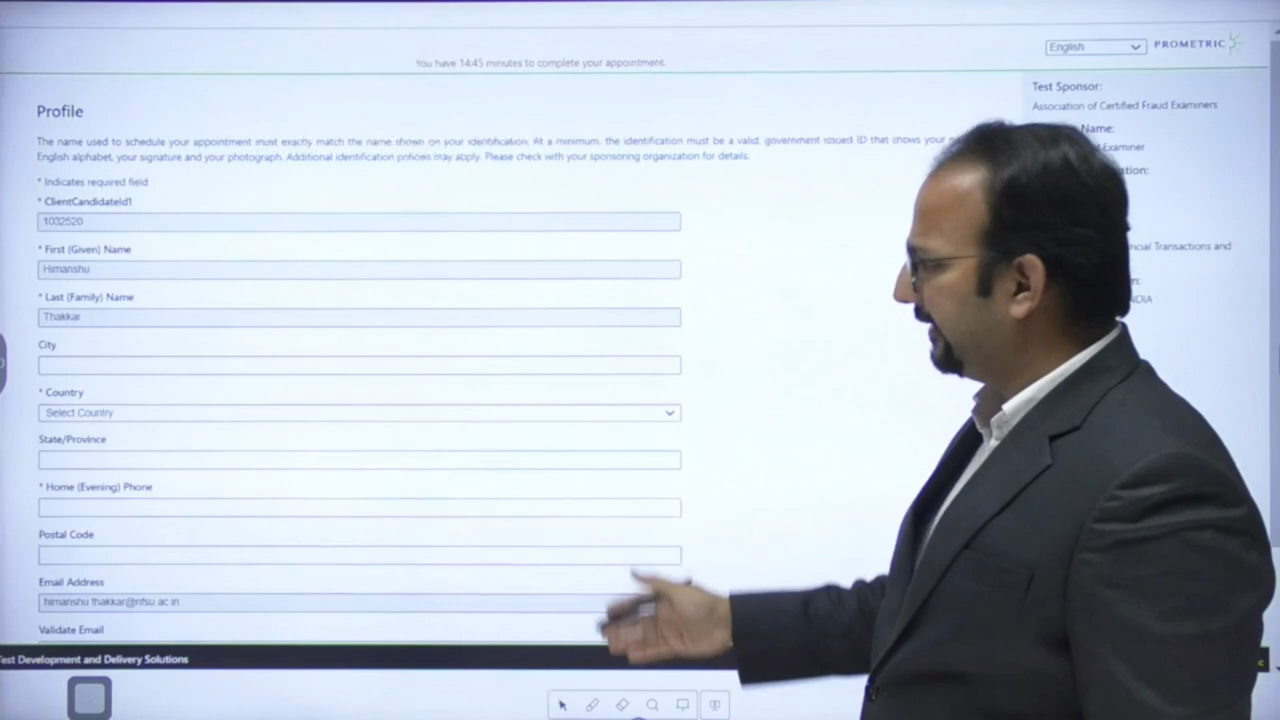 English
PROMETRIC
You have 14:45 minutes to complete your appointment.
Test Sponsor:
Association of Certified Fraud Examiners
Profile
Name:
The name used to schedule your appointment must exactly match the name shown on your identification. At a minimum, the identification must be a valid, government issued ID that shows your
Examiner
English alphabet, your signature and your photograph. Additional identification policies may apply. Please check with your sponsoring organization for details.
* Indicates required field
* ClientCandidateId1
1032520
* First (Given) Name
Transactions and
Himanshu
* Last (Family) Name
Thakkar
City
* Country
Select Country
State/Province
* Home (Evening) Phone
Postal Code
Email Address
himanshu.thakkar@nfsu.ac.in
Validate Email
Test Development and Delivery Solutions